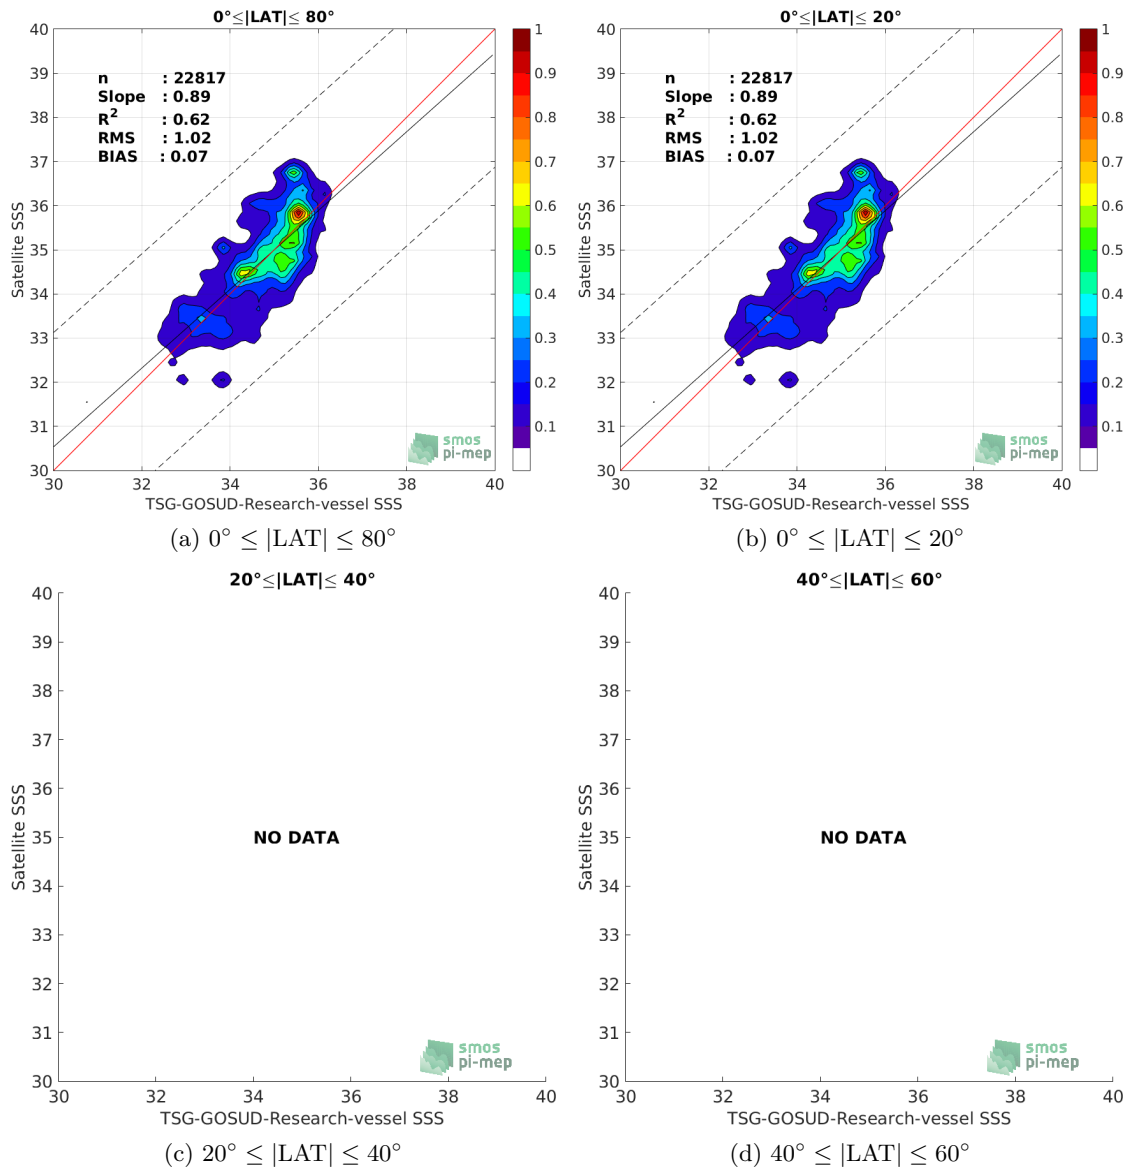 0°≤|LAT|≤ 80°
40
39
38
37
36
35
34
33
32
31
30
Satellite SSS
n : 22817
Slope : 0.89
R² : 0.62
RMS : 1.02
BIAS : 0.07
smos
pi-mep
30 32 34 36 38 40
TSG-GOSUD-Research-vessel SSS
1
0.9
0.8
0.7
0.6
0.5
0.4
0.3
0.2
0.1
(a) 0° ≤ |LAT| ≤ 80°
0°≤|LAT|≤ 20°
40
39
38
37
36
35
34
33
32
31
30
Satellite SSS
n : 22817
Slope : 0.89
R² : 0.62
RMS : 1.02
BIAS : 0.07
smos
pi-mep
30 32 34 36 38 40
TSG-GOSUD-Research-vessel SSS
1
0.9
0.8
0.7
0.6
0.5
0.4
0.3
0.2
0.1
(b) 0° ≤ |LAT| ≤ 20°
20°≤|LAT|≤ 40°
40
39
38
37
36
35
34
33
32
31
30
Satellite SSS
NO DATA
smos
pi-mep
30 32 34 36 38 40
TSG-GOSUD-Research-vessel SSS
(c) 20° ≤ |LAT| ≤ 40°
40°≤|LAT|≤ 60°
40
39
38
37
36
35
34
33
32
31
30
Satellite SSS
NO DATA
smos
pi-mep
30 32 34 36 38 40
TSG-GOSUD-Research-vessel SSS
(d) 40° ≤ |LAT| ≤ 60°